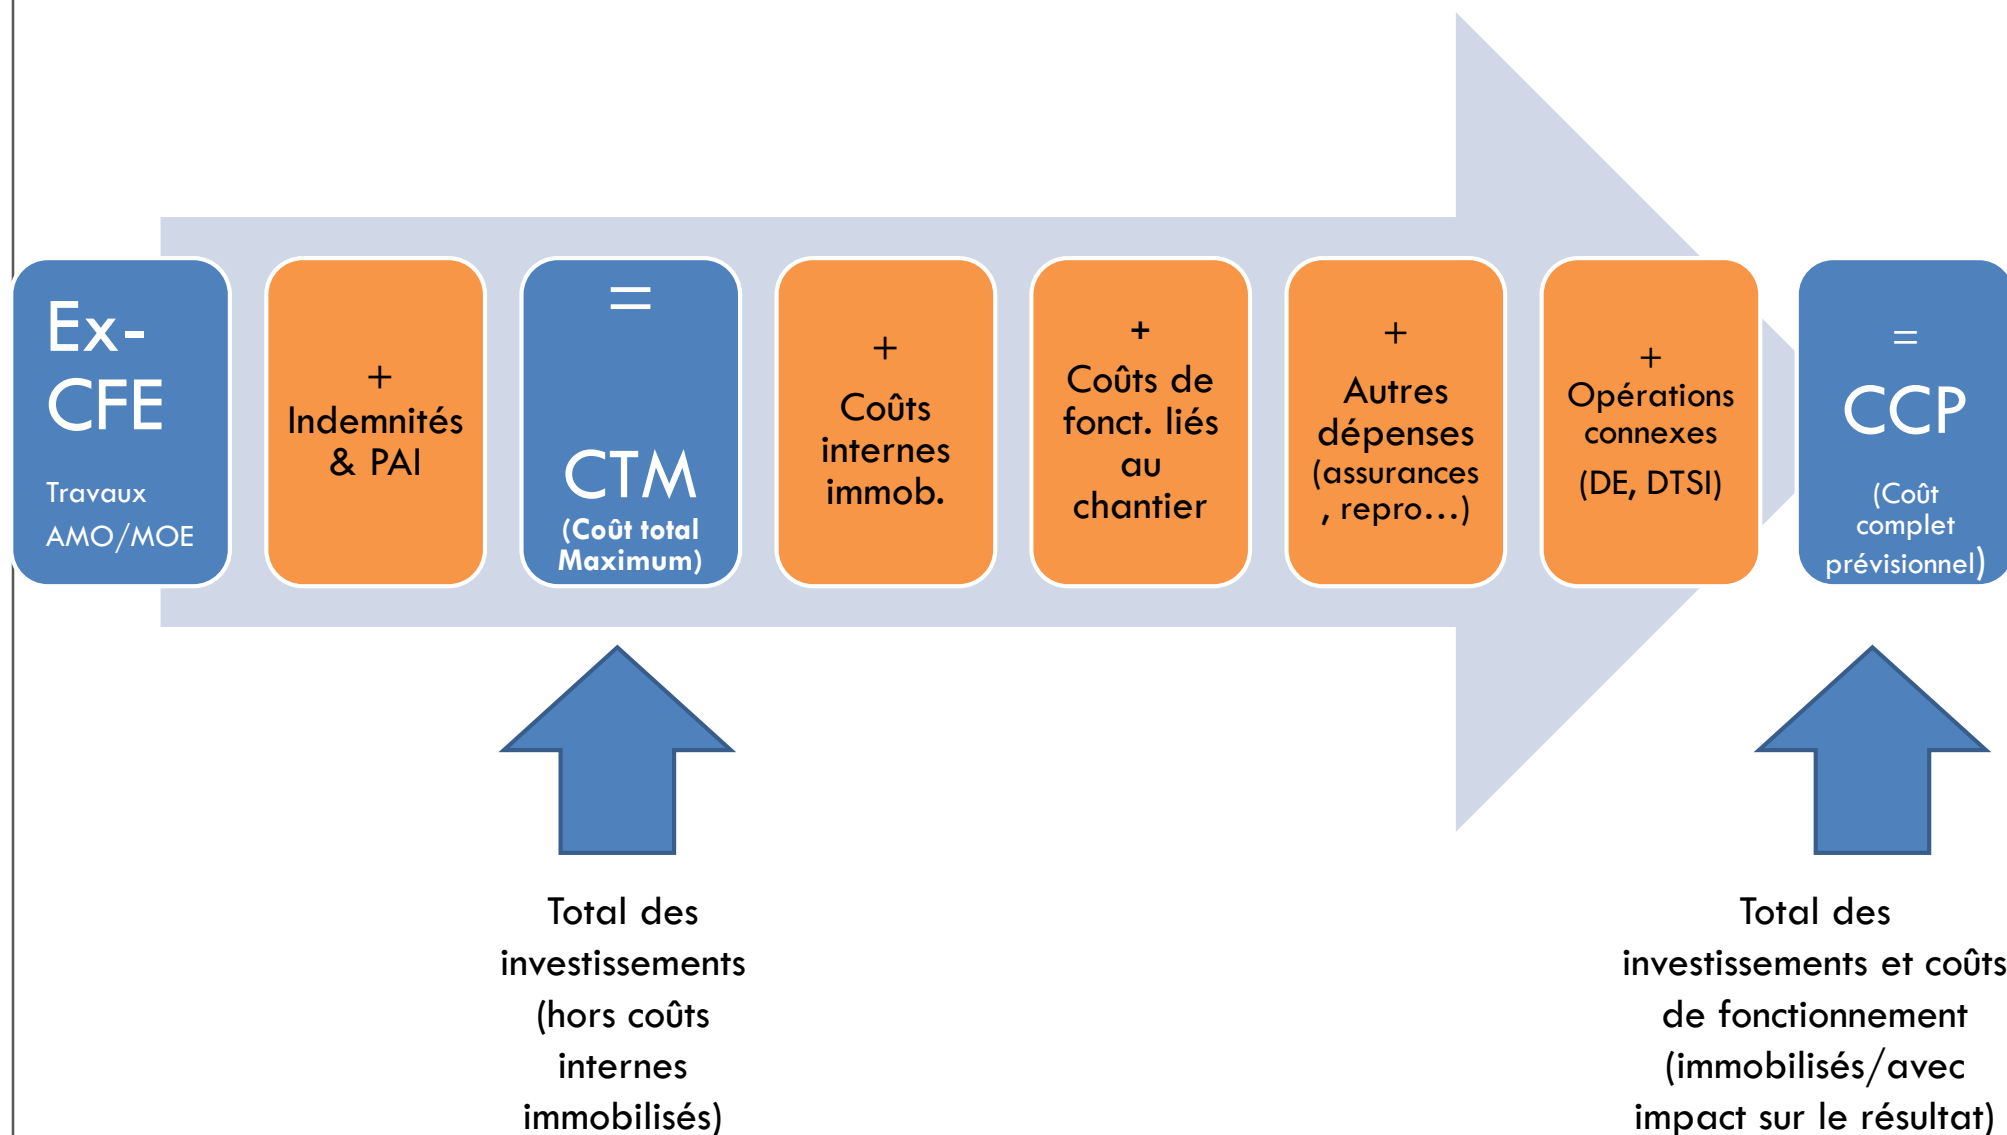 Ex-
CFE
Travaux
AMO/MOE
+
Indemnités
& PAI
=
CTM
(Coût total
Maximum)
+
Coûts
internes
immob.
+
Coûts de
fonct. liés
au
chantier
+
Autres
dépenses
(assurances
, repro…)
+
Opérations
connexes
(DE, DTSI)
=
CCP
(Coût
complet
prévisionnel)
Total des
investissements
(hors coûts
internes
immobilisés)
Total des
investissements et coûts
de fonctionnement
(immobilisés/avec
impact sur le résultat)